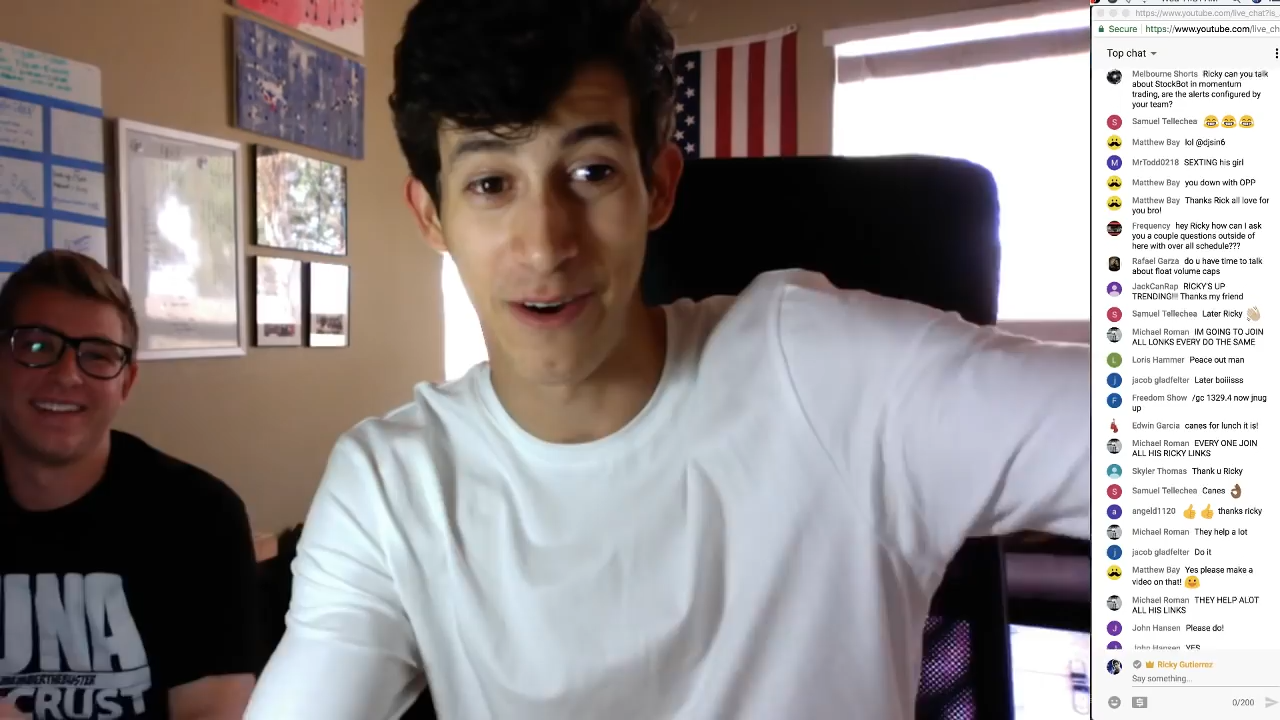 https://www.youtube.com/live_chat?is_
Secure https://www.youtube.com/live_ch
Top chat
Melbourne Shorts Ricky can you talk
about StockBot in momentum
trading, are the alerts configured by
your team?
Samuel Tellechea
Matthew Bay lol @djsin6
MrTodd0218 SEXTING his girl
Matthew Bay you down with OPP
Matthew Bay Thanks Rick all love for
you bro!
Frequency hey Ricky how can I ask
you a couple questions outside of
here with over all schedule???
Rafael Garza do u have time to talk
about float volume caps
JackCanRap RICKY'S UP
TRENDING!!! Thanks my friend
Samuel Tellechea Later Ricky 👋🏼
Michael Roman IM GOING TO JOIN
ALL LONKS EVERY DO THE SAME
Loris Hammer Peace out man
jacob gladfelter Later boiiisss
Freedom Show /gc 1329.4 now jnug
up
Edwin Garcia canes for lunch it is!
Michael Roman EVERY ONE JOIN
ALL HIS RICKY LINKS
Skyler Thomas Thank u Ricky
Samuel Tellechea Canes 👌🏾
angeld1120 👍 👍 thanks ricky
Michael Roman They help a lot
jacob gladfelter Do it
Matthew Bay Yes please make a
video on that! 😀
Michael Roman THEY HELP ALOT
ALL HIS LINKS
John Hansen Please do!
John Hansen YES
Ricky Gutierrez
Say something...
0/200
UNA
CRUST